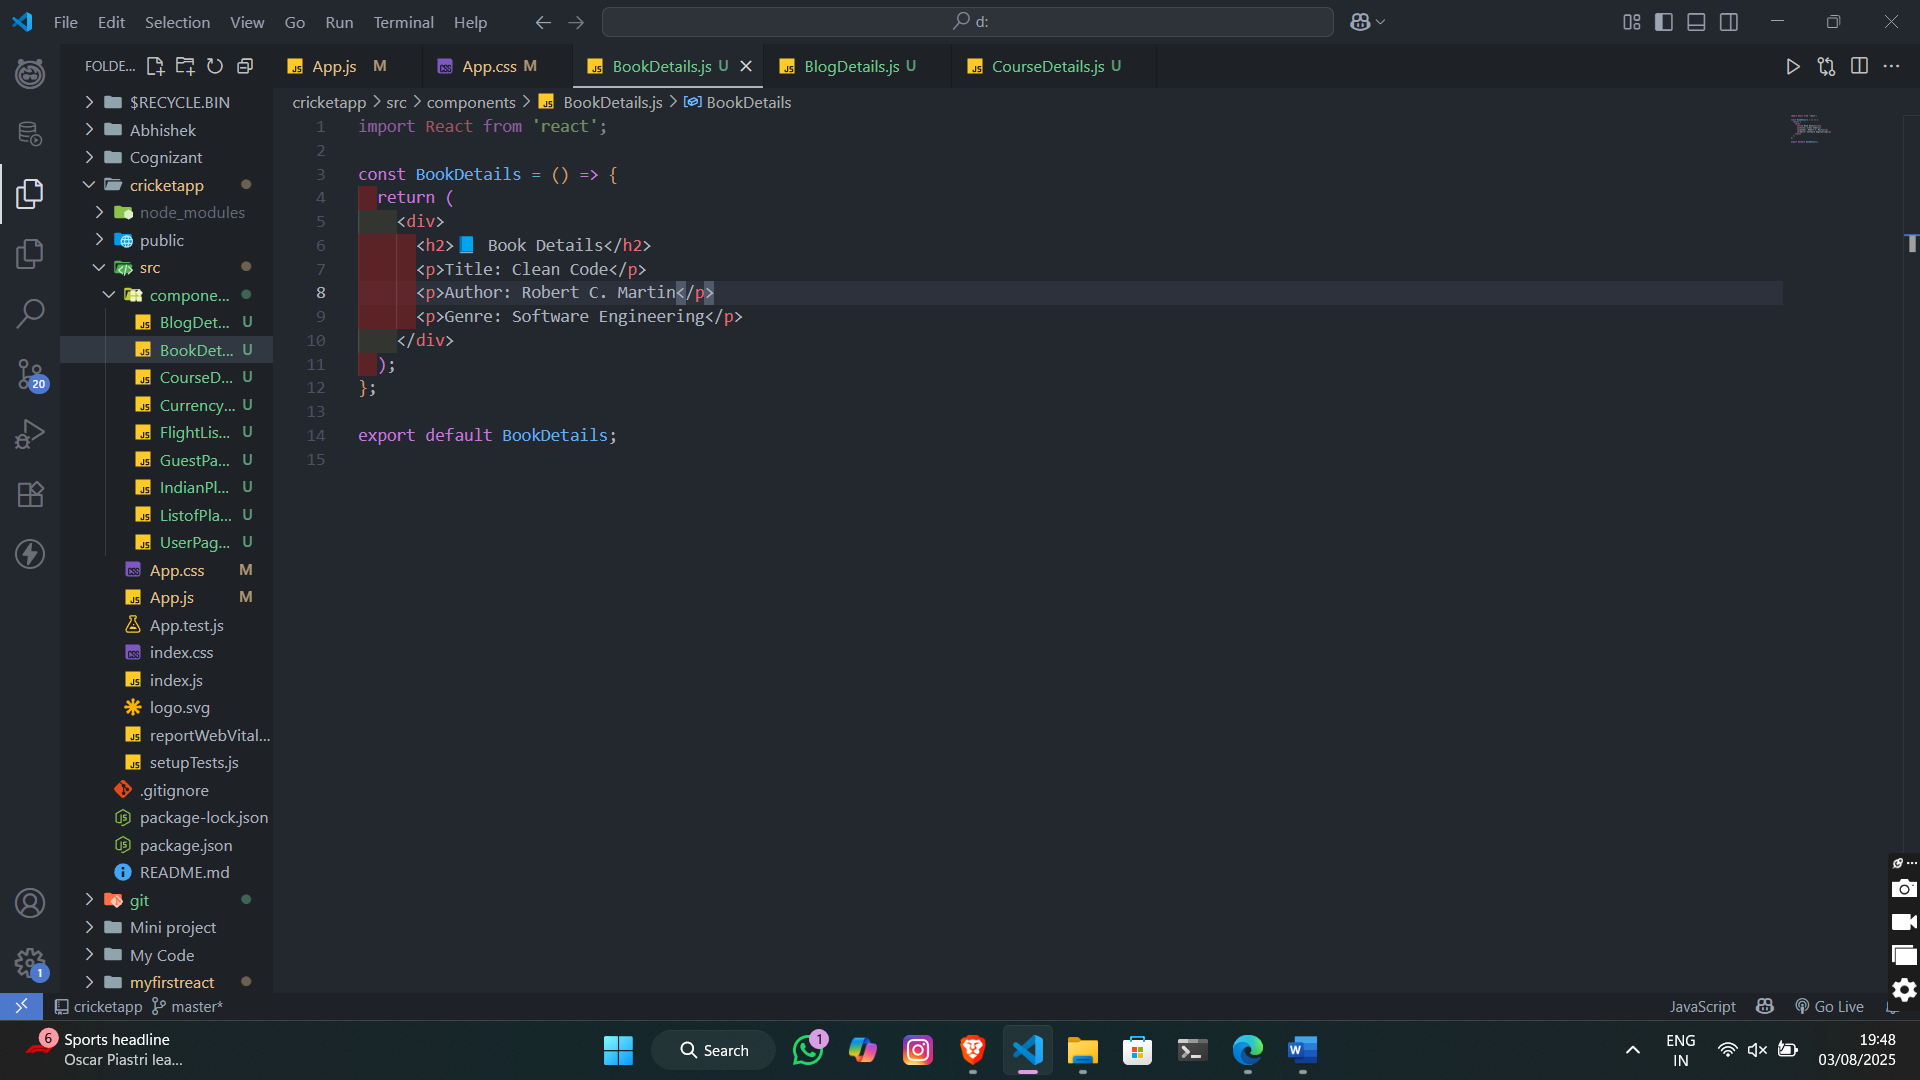 File Edit Selection View Go Run Terminal Help
d:
FOLDE...
App.js M
App.css M
BookDetails.js U
BlogDetails.js U
CourseDetails.js U
cricketapp > src > components > BookDetails.js > BookDetails
$RECYCLE.BIN
Abhishek
Cognizant
cricketapp
node_modules
public
src
compone...
BlogDet... U
BookDet... U
CourseD... U
Currency... U
FlightLis... U
GuestPa... U
IndianPl... U
ListofPla... U
UserPag... U
App.css M
App.js M
App.test.js
index.css
index.js
logo.svg
reportWebVital...
setupTests.js
.gitignore
package-lock.json
package.json
README.md
git
Mini project
My Code
myfirstreact
20
1
1 import React from 'react';
2
3 const BookDetails = () => {
4 return (
5 <div>
6 <h2>📘 Book Details</h2>
7 <p>Title: Clean Code</p>
8 <p>Author: Robert C. Martin</p>
9 <p>Genre: Software Engineering</p>
10 </div>
11 );
12 };
13
14 export default BookDetails;
15
cricketapp master* JavaScript Go Live
6
Sports headline
Oscar Piastri lea...
Search
1
ENG
IN
19:48
03/08/2025